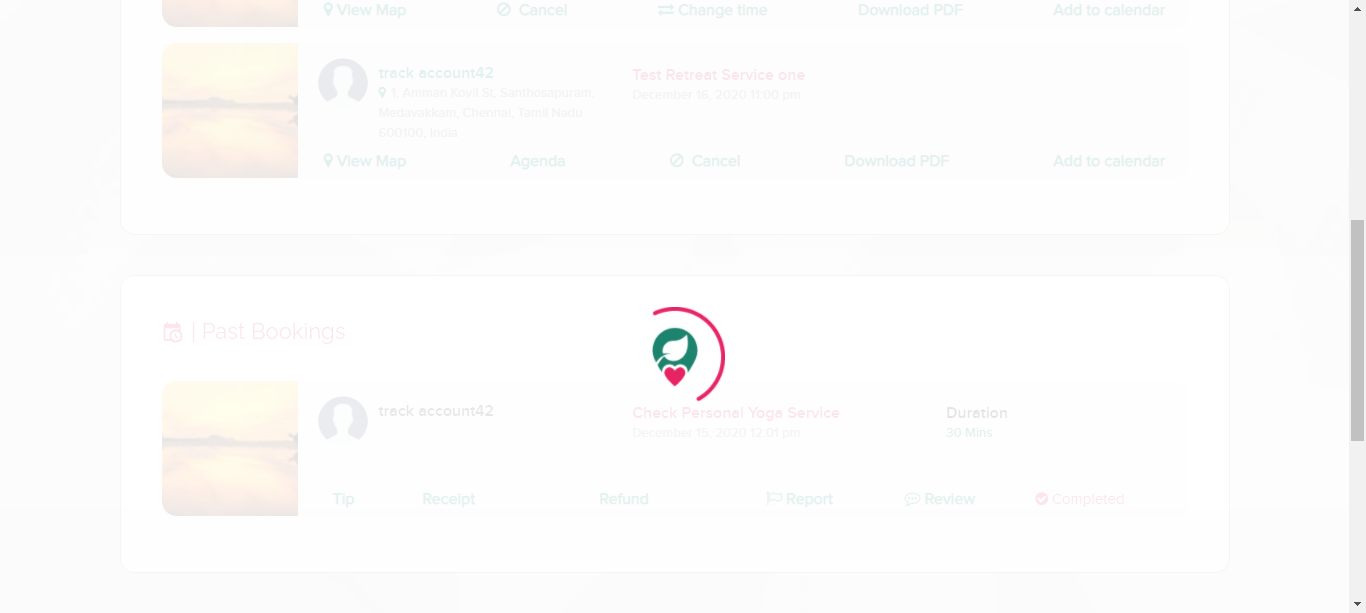 View Map Cancel Change time Download PDF Add to calendar
track account42
1, Amman Kovil St, Santhosapuram,
Medavakkam, Chennai, Tamil Nadu
600100, India
Test Retreat Service one
December 16, 2020 11:00 pm
View Map Agenda Cancel Download PDF Add to calendar
| Past Bookings
track account42
Check Personal Yoga Service
December 15, 2020 12:01 pm
Duration
30 Mins
Tip Receipt Refund Report Review Completed